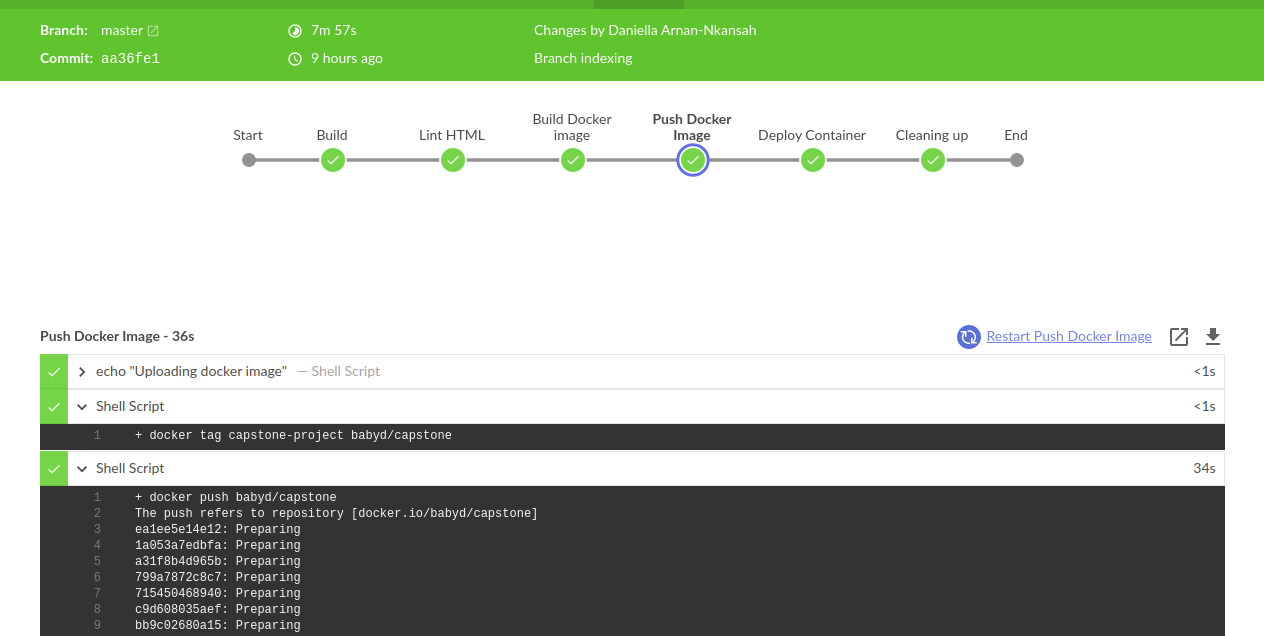 Branch: master 7m 57s Changes by Daniella Arnan-Nkansah
Commit: aa36fe1 9 hours ago Branch indexing
Start Build Lint HTML Build Docker image Push Docker Image Deploy Container Cleaning up End
Push Docker Image - 36s Restart Push Docker Image
echo "Uploading docker image" — Shell Script <1s
Shell Script <1s
1 + docker tag capstone-project babyd/capstone
Shell Script 34s
1 + docker push babyd/capstone
2 The push refers to repository [docker.io/babyd/capstone]
3 ea1ee5e14e12: Preparing
4 1a053a7edbfa: Preparing
5 a31f8b4d965b: Preparing
6 799a7872c8c7: Preparing
7 715450468940: Preparing
8 c9d608035aef: Preparing
9 bb9c02680a15: Preparing